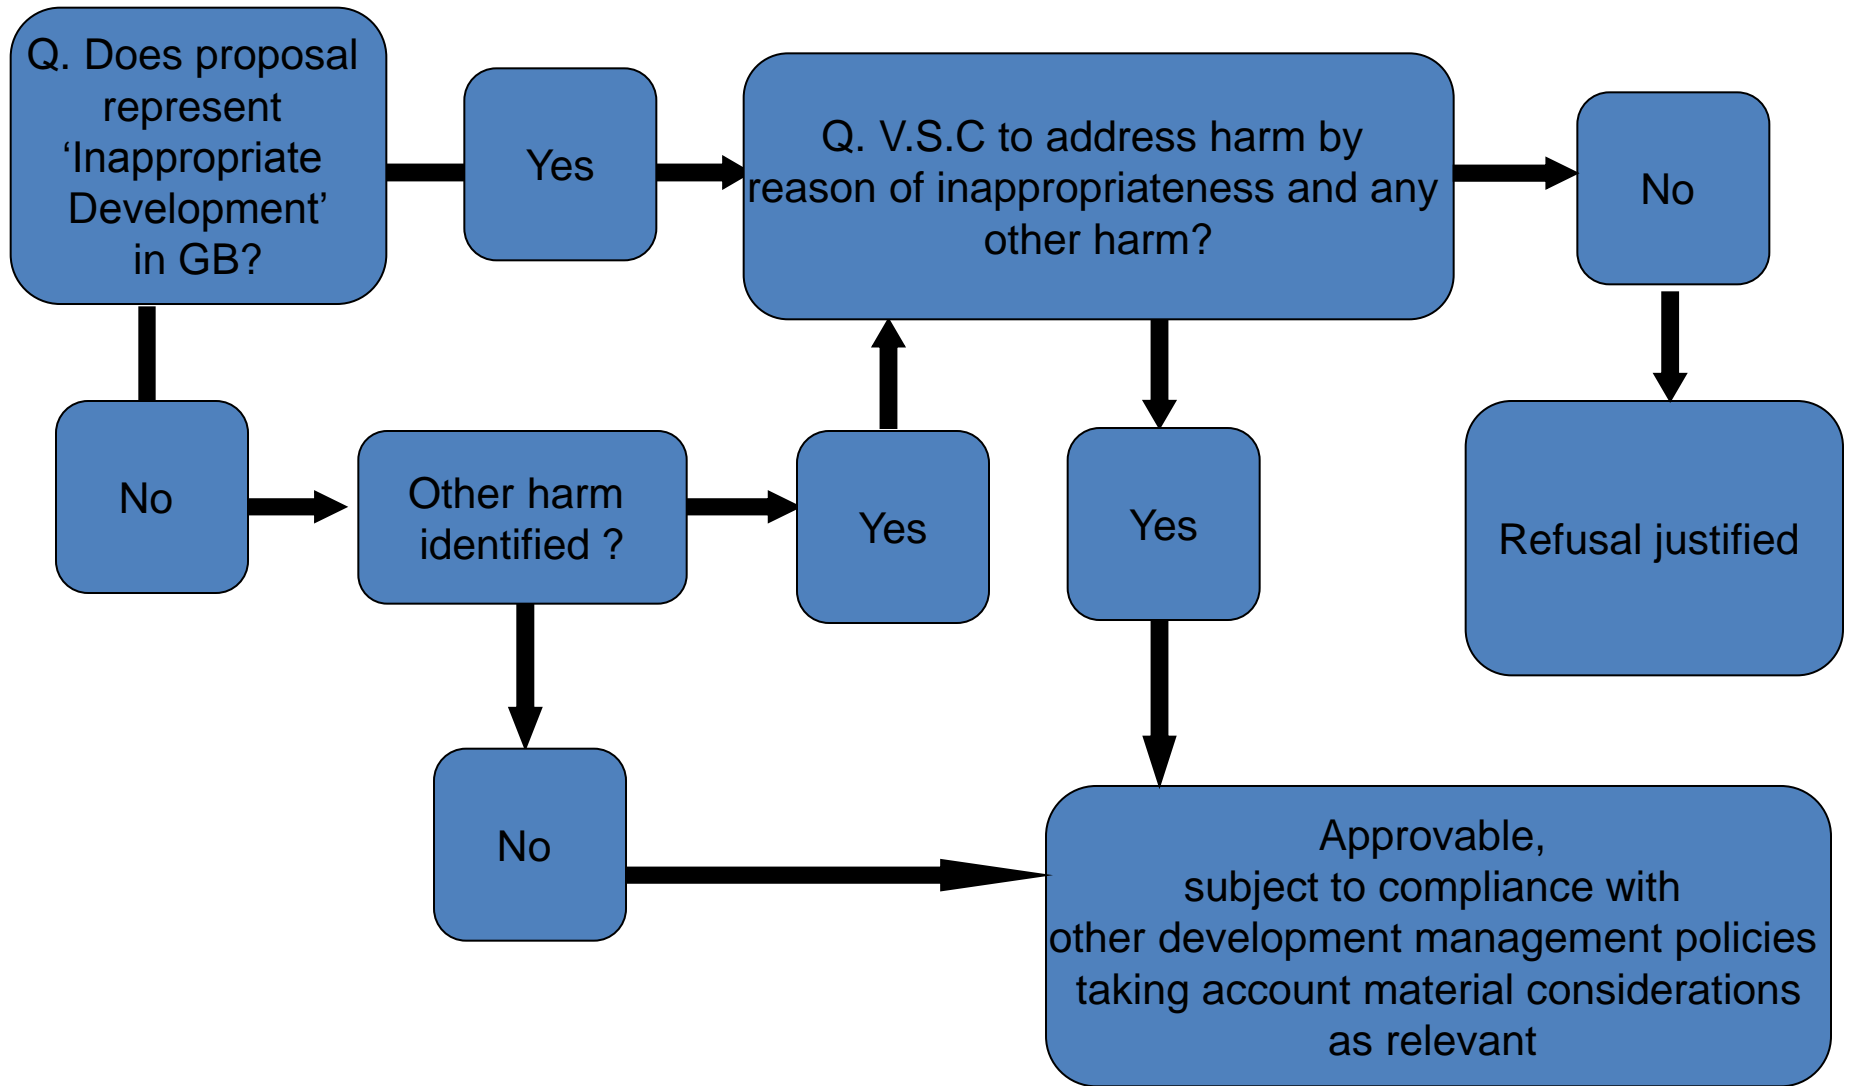 Q. Does proposal
represent
‘Inappropriate
Development’
in GB?
Yes
Q. V.S.C to address harm by
reason of inappropriateness and any
other harm?
No
No
Other harm
identified ?
Yes
Yes
Refusal justified
No
Approvable,
subject to compliance with
other development management policies
taking account material considerations
as relevant